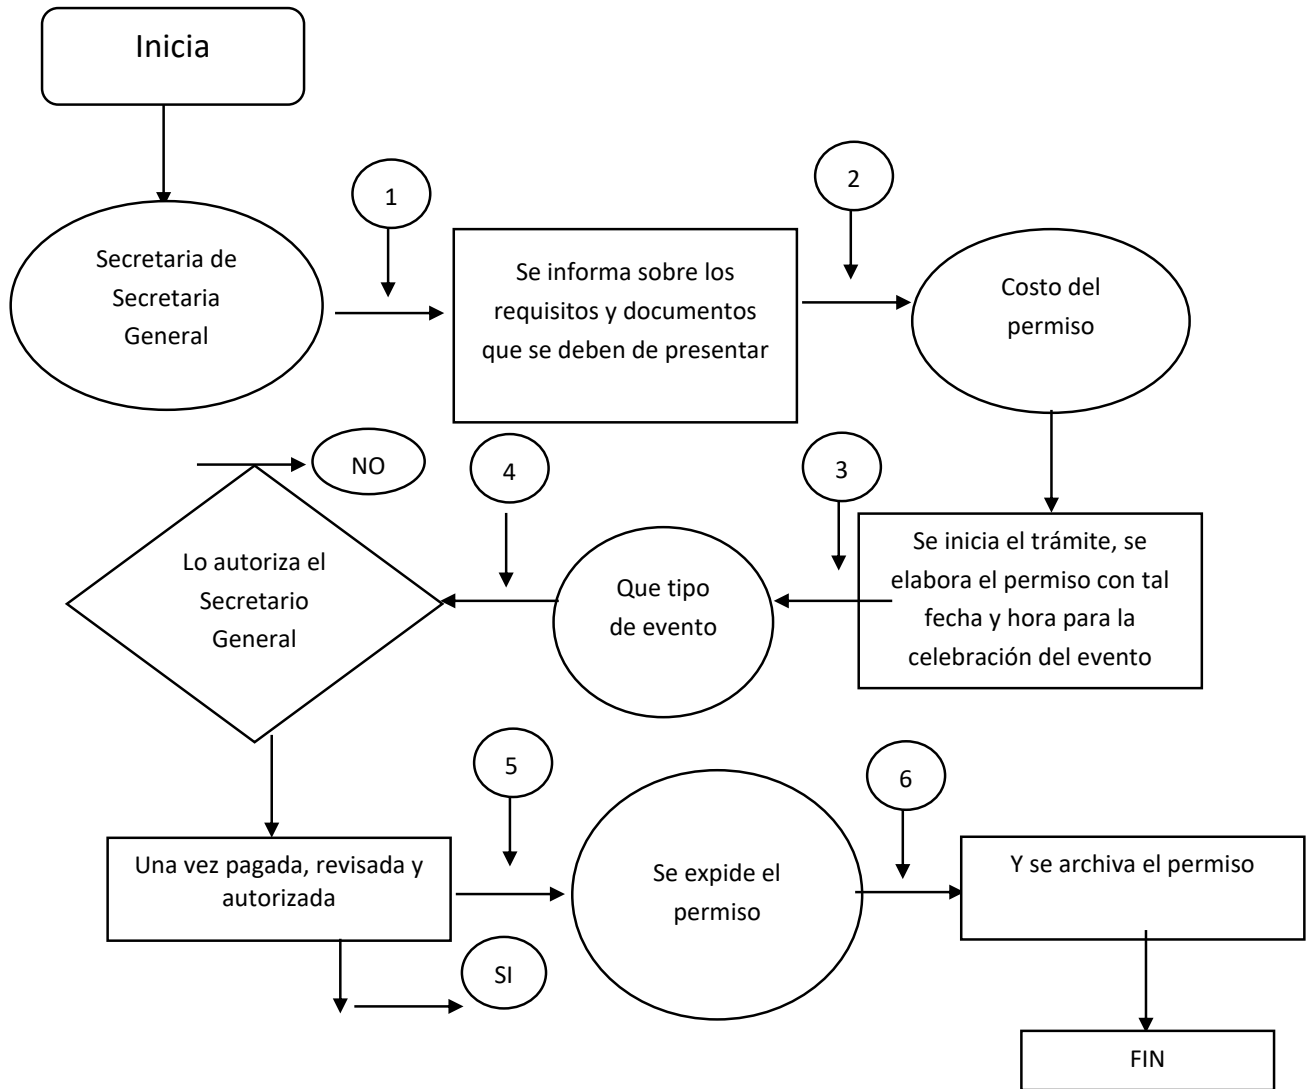 Inicia
1
2
Secretaria de
Secretaria
General
Se informa sobre los
requisitos y documentos
que se deben de presentar
Costo del
permiso
NO
4
3
Lo autoriza el
Secretario
General
Que tipo
de evento
Se inicia el trámite, se
elabora el permiso con tal
fecha y hora para la
celebración del evento
5
6
Una vez pagada, revisada y
autorizada
Se expide el
permiso
Y se archiva el permiso
SI
FIN